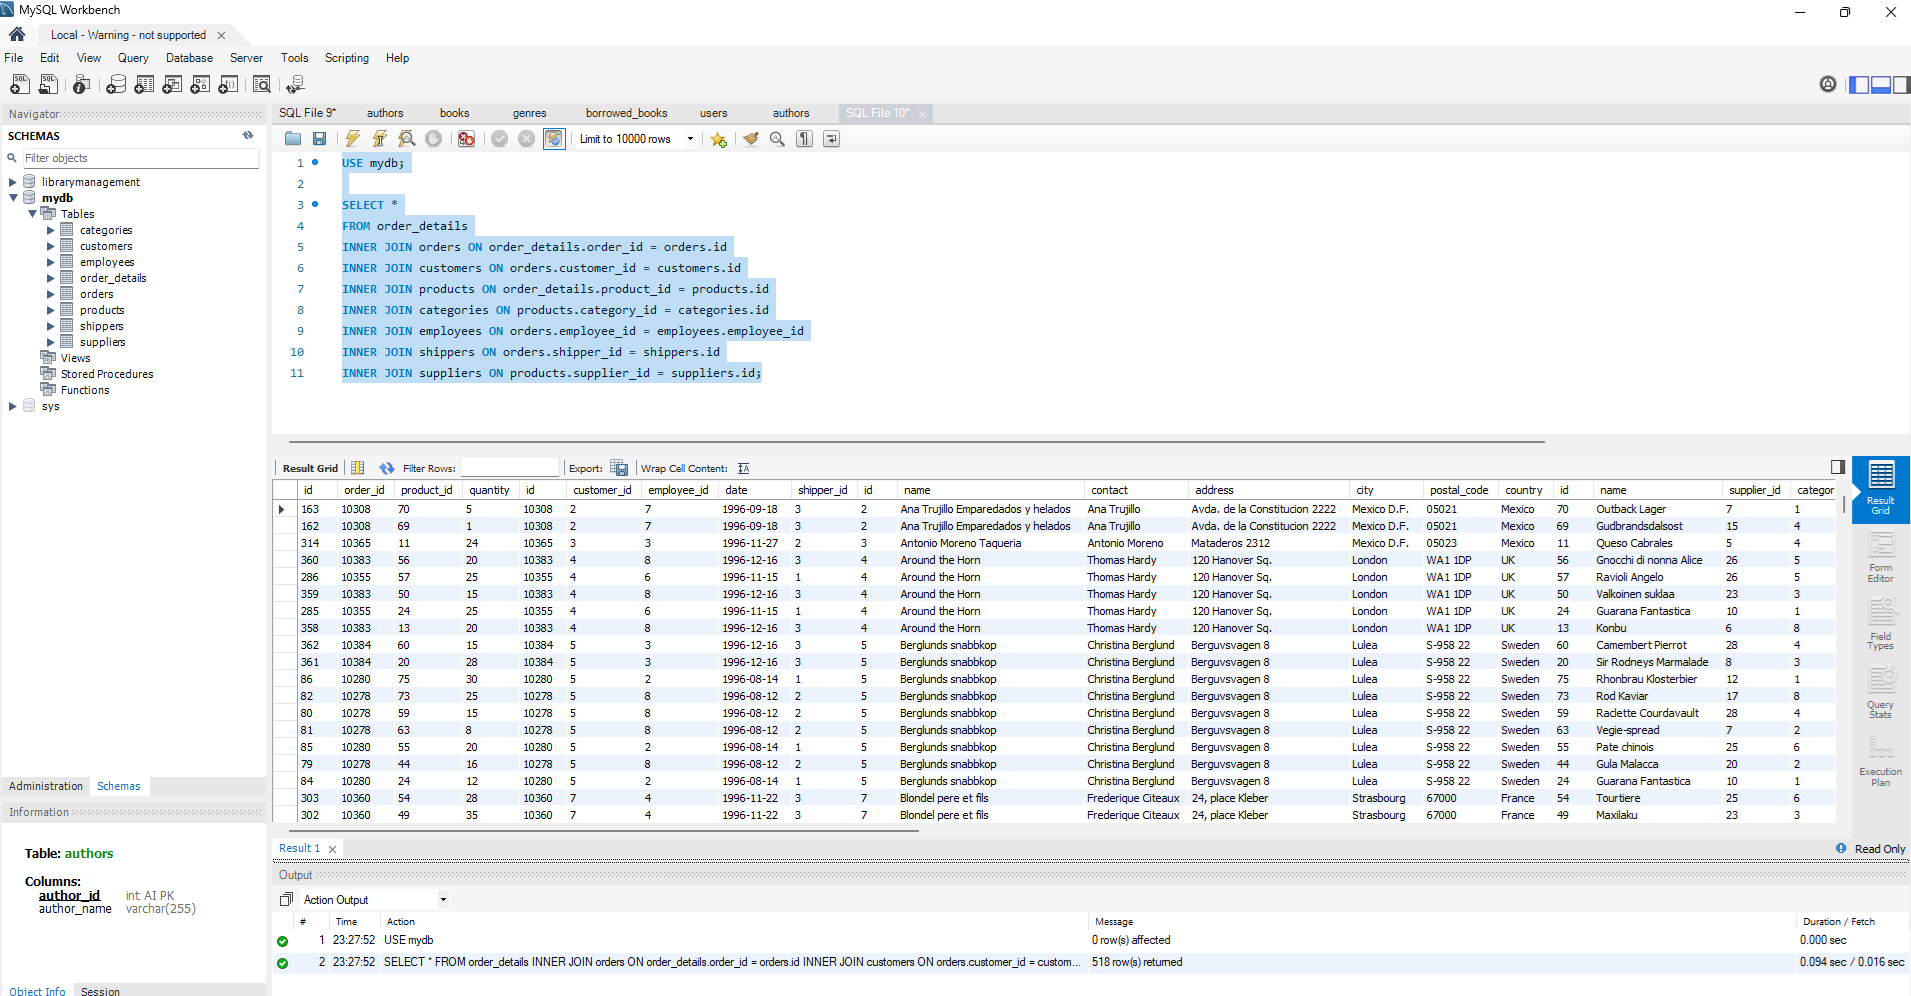 MySQL Workbench
Local - Warning - not supported
File Edit View Query Database Server Tools Scripting Help
Navigator
SCHEMAS
Filter objects
librarymanagement
mydb
Tables
categories
customers
employees
order_details
orders
products
shippers
suppliers
Views
Stored Procedures
Functions
sys
Administration Schemas
Information
Table: authors
Columns:
author_id int AI PK
author_name varchar(255)
Object Info Session
SQL File 9* authors books genres borrowed_books users authors SQL File 10*
Limit to 10000 rows
1 USE mydb;
2
3 SELECT *
4 FROM order_details
5 INNER JOIN orders ON order_details.order_id = orders.id
6 INNER JOIN customers ON orders.customer_id = customers.id
7 INNER JOIN products ON order_details.product_id = products.id
8 INNER JOIN categories ON products.category_id = categories.id
9 INNER JOIN employees ON orders.employee_id = employees.employee_id
10 INNER JOIN shippers ON orders.shipper_id = shippers.id
11 INNER JOIN suppliers ON products.supplier_id = suppliers.id;
Result Grid Filter Rows: Export: Wrap Cell Content:
id order_id product_id quantity id customer_id employee_id date shipper_id id name contact address city postal_code country id name supplier_id categor
163 10308 70 5 10308 2 7 1996-09-18 3 2 Ana Trujillo Emparedados y helados Ana Trujillo Avda. de la Constitucion 2222 Mexico D.F. 05021 Mexico 70 Outback Lager 7 1
162 10308 69 1 10308 2 7 1996-09-18 3 2 Ana Trujillo Emparedados y helados Ana Trujillo Avda. de la Constitucion 2222 Mexico D.F. 05021 Mexico 69 Gudbrandsdalsost 15 4
314 10365 11 24 10365 3 3 1996-11-27 2 3 Antonio Moreno Taqueria Antonio Moreno Mataderos 2312 Mexico D.F. 05023 Mexico 11 Queso Cabrales 5 4
360 10383 56 20 10383 4 8 1996-12-16 3 4 Around the Horn Thomas Hardy 120 Hanover Sq. London WA1 1DP UK 56 Gnocchi di nonna Alice 26 5
286 10355 57 25 10355 4 6 1996-11-15 1 4 Around the Horn Thomas Hardy 120 Hanover Sq. London WA1 1DP UK 57 Ravioli Angelo 26 5
359 10383 50 15 10383 4 8 1996-12-16 3 4 Around the Horn Thomas Hardy 120 Hanover Sq. London WA1 1DP UK 50 Valkoinen suklaa 23 3
285 10355 24 25 10355 4 6 1996-11-15 1 4 Around the Horn Thomas Hardy 120 Hanover Sq. London WA1 1DP UK 24 Guarana Fantastica 10 1
358 10383 13 20 10383 4 8 1996-12-16 3 4 Around the Horn Thomas Hardy 120 Hanover Sq. London WA1 1DP UK 13 Konbu 6 8
362 10384 60 15 10384 5 3 1996-12-16 3 5 Berglunds snabbkop Christina Berglund Berguvsvagen 8 Lulea S-958 22 Sweden 60 Camembert Pierrot 28 4
361 10384 20 28 10384 5 3 1996-12-16 3 5 Berglunds snabbkop Christina Berglund Berguvsvagen 8 Lulea S-958 22 Sweden 20 Sir Rodneys Marmalade 8 3
86 10280 75 30 10280 5 2 1996-08-14 1 5 Berglunds snabbkop Christina Berglund Berguvsvagen 8 Lulea S-958 22 Sweden 75 Rhonbrau Klosterbier 12 1
82 10278 73 25 10278 5 8 1996-08-12 2 5 Berglunds snabbkop Christina Berglund Berguvsvagen 8 Lulea S-958 22 Sweden 73 Rod Kaviar 17 8
80 10278 59 15 10278 5 8 1996-08-12 2 5 Berglunds snabbkop Christina Berglund Berguvsvagen 8 Lulea S-958 22 Sweden 59 Raclette Courdavault 28 4
81 10278 63 8 10278 5 8 1996-08-12 2 5 Berglunds snabbkop Christina Berglund Berguvsvagen 8 Lulea S-958 22 Sweden 63 Vegie-spread 7 2
85 10280 55 20 10280 5 2 1996-08-14 1 5 Berglunds snabbkop Christina Berglund Berguvsvagen 8 Lulea S-958 22 Sweden 55 Pate chinois 25 6
79 10278 44 16 10278 5 8 1996-08-12 2 5 Berglunds snabbkop Christina Berglund Berguvsvagen 8 Lulea S-958 22 Sweden 44 Gula Malacca 20 2
84 10280 24 12 10280 5 2 1996-08-14 1 5 Berglunds snabbkop Christina Berglund Berguvsvagen 8 Lulea S-958 22 Sweden 24 Guarana Fantastica 10 1
303 10360 54 28 10360 7 4 1996-11-22 3 7 Blondel pere et fils Frederique Citeaux 24, place Kleber Strasbourg 67000 France 54 Tourtiere 25 6
302 10360 49 35 10360 7 4 1996-11-22 3 7 Blondel pere et fils Frederique Citeaux 24, place Kleber Strasbourg 67000 France 49 Maxilaku 23 3
Result Grid
Form Editor
Field Types
Query Stats
Execution Plan
Result 1 Read Only
Output
Action Output
# Time Action Message Duration / Fetch
1 23:27:52 USE mydb 0 row(s) affected 0.000 sec
2 23:27:52 SELECT * FROM order_details INNER JOIN orders ON order_details.order_id = orders.id INNER JOIN customers ON orders.customer_id = custom... 518 row(s) returned 0.094 sec / 0.016 sec